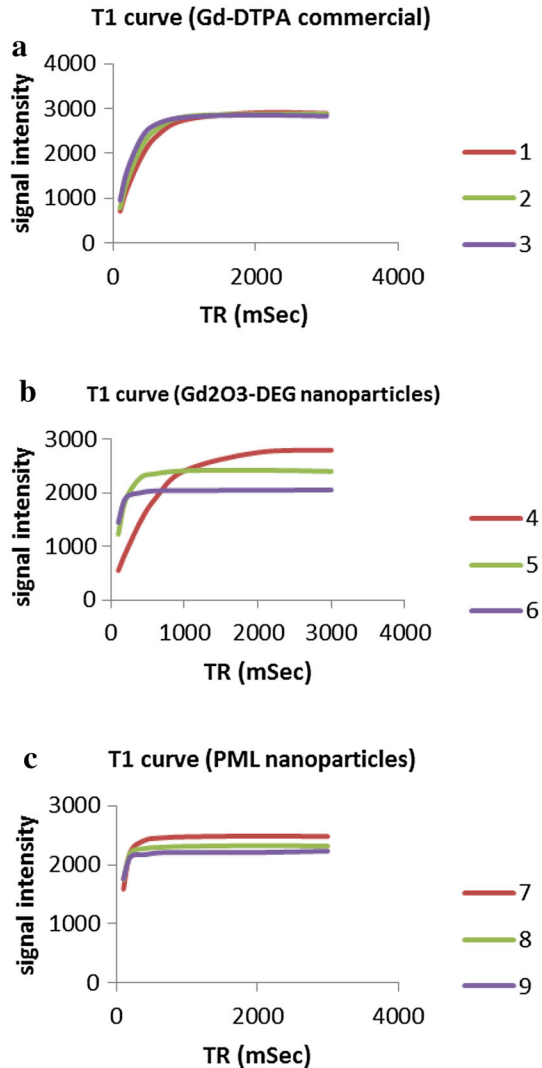 T1 curve (Gd-DTPA commercial)
a
4000
3000
2000
1000
0
signal intensity
0 2000 4000
TR (mSec)
1
2
3
b
T1 curve (Gd2O3-DEG nanoparticles)
3000
2000
1000
0
signal intensity
0 1000 2000 3000 4000
TR (mSec)
4
5
6
c
T1 curve (PML nanoparticles)
3000
2000
1000
0
signal intensity
0 2000 4000
TR (mSec)
7
8
9